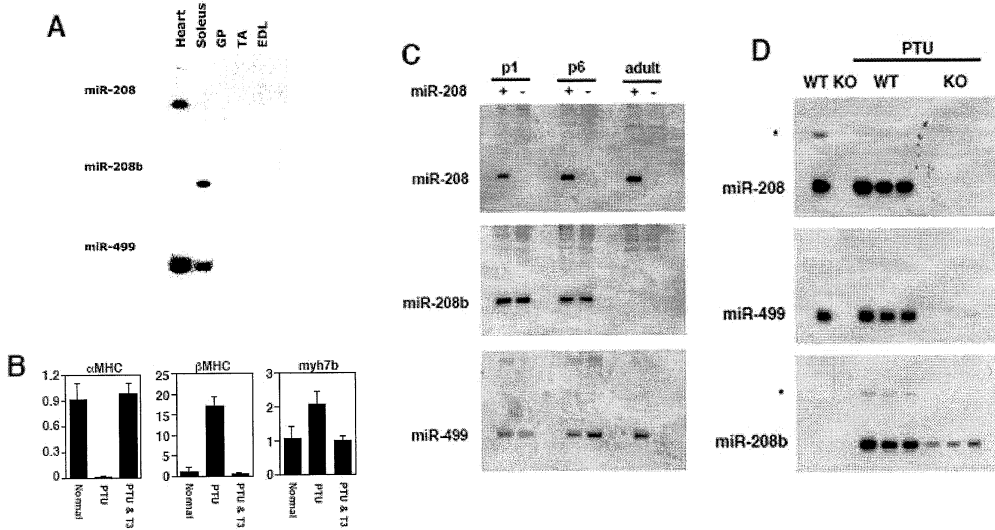 A
Heart
Soleus
GP
TA
EDL
miR-208
miR-208b
miR-499
B
αMHC
1.2
0.9
0.6
0.3
0
Normal
PTU
PTU & T3
βMHC
25
20
15
10
5
0
Normal
PTU
PTU & T3
myh7b
3
2
1
0
Normal
PTU
PTU & T3
C
p1 p6 adult
miR-208 + - + - + -
miR-208
miR-208b
miR-499
D
PTU
WT KO WT KO
*
miR-208
miR-499
*
miR-208b